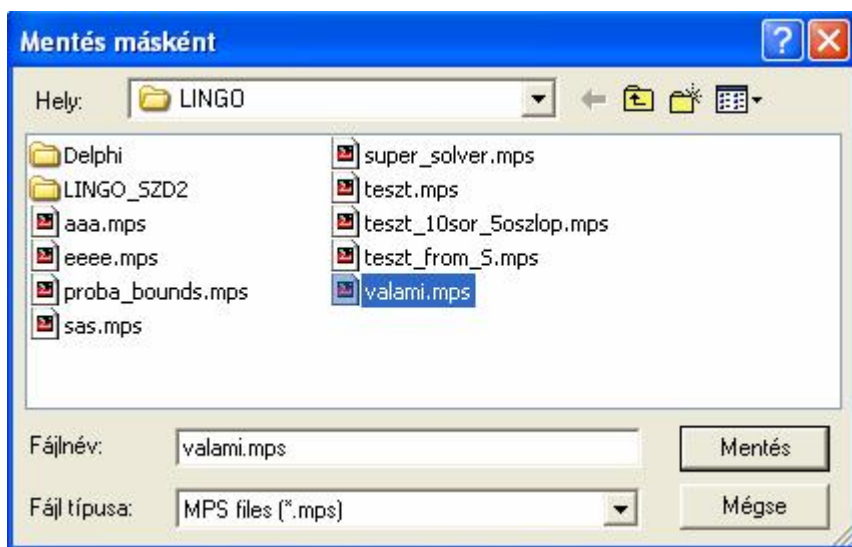 Mentés másként
Hely: LINGO
Delphi
LINGO_SZD2
aaa.mps
eeee.mps
proba_bounds.mps
sas.mps
super_solver.mps
teszt.mps
teszt_10sor_5oszlop.mps
teszt_from_5.mps
valami.mps
Fájlnév: valami.mps Mentés
Fájl típusa: MPS files (*.mps) Mégse